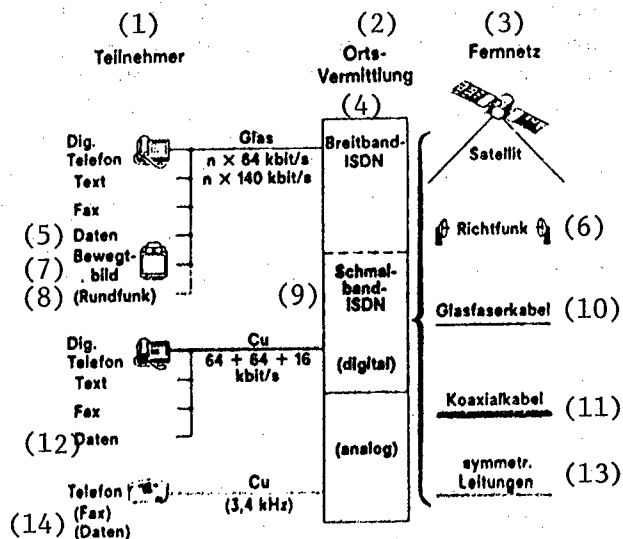 (1)
Teilnehmer
(2)
Orts-
Vermittlung
(3)
Fernnetz
(4)
Breitband-
ISDN
Dig.
Telefon
Text
Fax
(5) Daten
(7) Bewegt-
bild
(8) (Rundfunk)
Glas
n × 64 kbit/s
n × 140 kbit/s
(9) Schmal-
band-
ISDN
(digital)
(analog)
Satellit
Richtfunk (6)
Glasfaserkabel (10)
Koaxialkabel (11)
symmetr.
Leitungen (13)
Dig.
Telefon
Text
Fax
(12) Daten
Cu
64 + 64 + 16
kbit/s
Telefon
(Fax)
(14) (Daten)
Cu
(3,4 kHz)